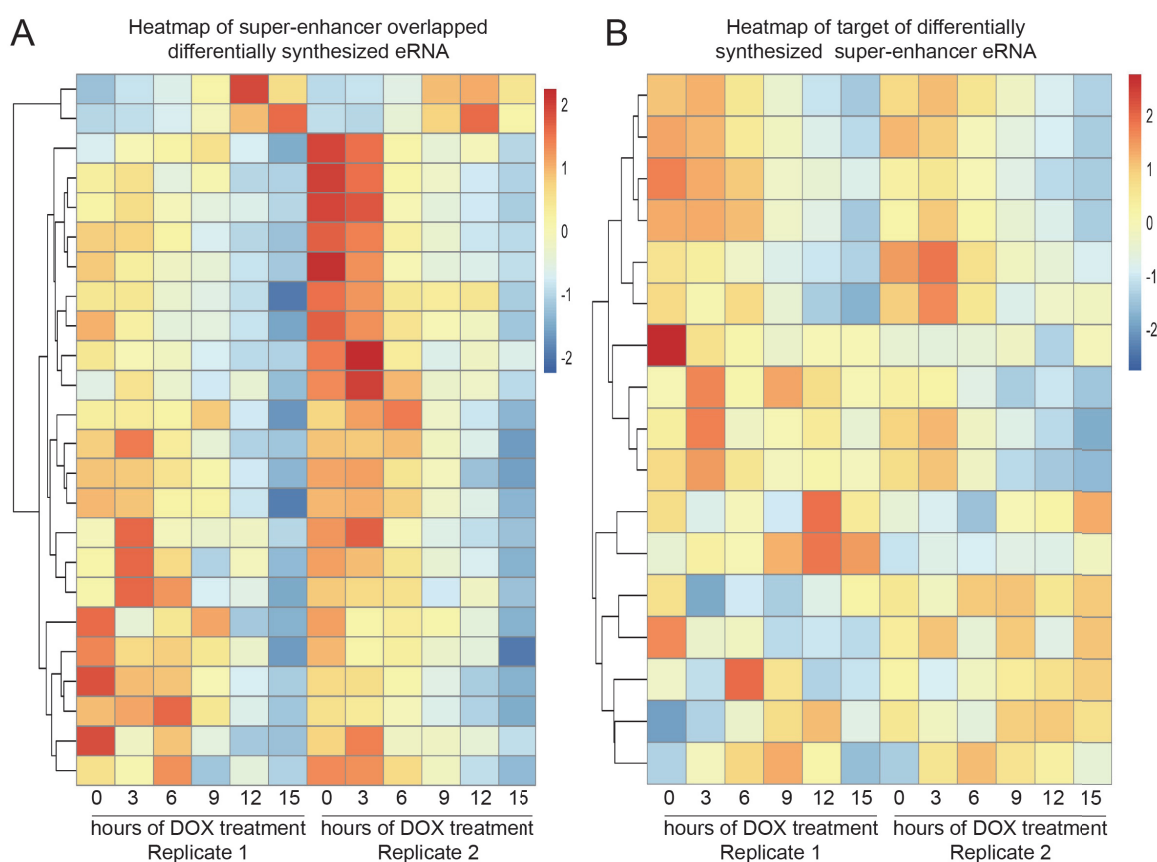 A
Heatmap of super-enhancer overlapped
differentially synthesized eRNA
2
1
0
-1
-2
0 3 6 9 12 15 0 3 6 9 12 15
hours of DOX treatment hours of DOX treatment
Replicate 1 Replicate 2
B
Heatmap of target of differentially
synthesized super-enhancer eRNA
2
1
0
-1
-2
0 3 6 9 12 15 0 3 6 9 12 15
hours of DOX treatment hours of DOX treatment
Replicate 1 Replicate 2